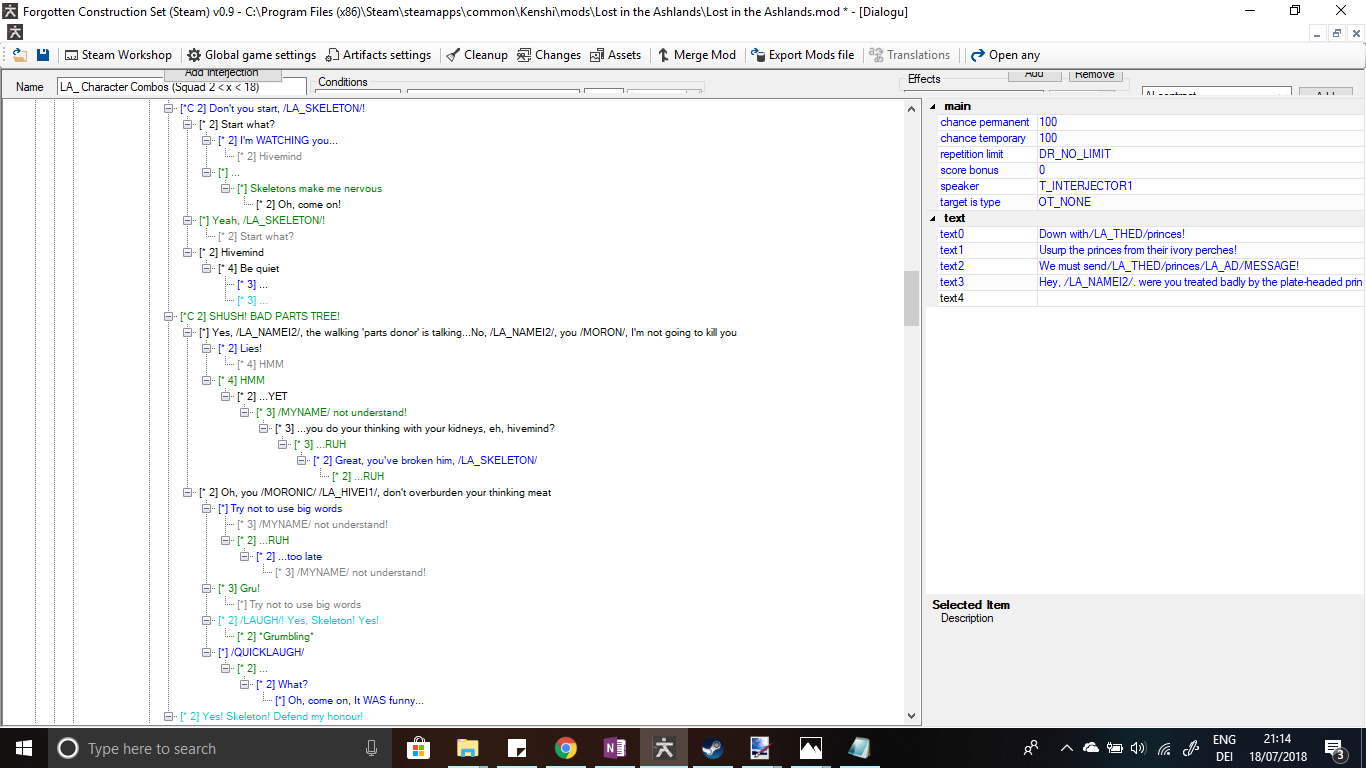 Forgotten Construction Set (Steam) v0.9 - C:\Program Files (x86)\Steam\steamapps\common\Kenshi\mods\Lost in the Ashlands\Lost in the Ashlands.mod * - [Dialogu]
Steam Workshop Global game settings Artifacts settings Cleanup Changes Assets Merge Mod Export Mods file Translations Open any
Add Interjection
Name LA_ Character Combos (Squad 2 < x < 18) Conditions Effects Add Remove
AI contract Add
[*C 2] Don't you start, /LA_SKELETON/!
[* 2] Start what?
[* 2] I'm WATCHING you...
[* 2] Hivemind
[*] ...
[*] Skeletons make me nervous
[* 2] Oh, come on!
[*] Yeah, /LA_SKELETON/!
[* 2] Start what?
[* 2] Hivemind
[* 4] Be quiet
[* 3] ...
[* 3] ...
[*C 2] SHUSH! BAD PARTS TREE!
[*] Yes, /LA_NAMEI2/, the walking 'parts donor' is talking...No, /LA_NAMEI2/, you /MORON/, I'm not going to kill you
[* 2] Lies!
[* 4] HMM
[* 4] HMM
[* 2] ...YET
[* 3] /MYNAME/ not understand!
[* 3] ...you do your thinking with your kidneys, eh, hivemind?
[* 3] ...RUH
[* 2] Great, you've broken him, /LA_SKELETON/
[* 2] ...RUH
[* 2] Oh, you /MORONIC/ /LA_HIVEI1/, don't overburden your thinking meat
[*] Try not to use big words
[* 3] /MYNAME/ not understand!
[* 2] ...RUH
[* 2] ...too late
[* 3] /MYNAME/ not understand!
[* 3] Gru!
[*] Try not to use big words
[* 2] /LAUGH/! Yes, Skeleton! Yes!
[* 2] *Grumbling*
[*] /QUICKLAUGH/
[* 2] ...
[* 2] What?
[*] Oh, come on, It WAS funny...
[* 2] Yes! Skeleton! Defend my honour!
main
chance permanent 100
chance temporary 100
repetition limit DR_NO_LIMIT
score bonus 0
speaker T_INTERJECTOR1
target is type OT_NONE
text
text0 Down with/LA_THED/princes!
text1 Usurp the princes from their ivory perches!
text2 We must send/LA_THED/princes/LA_AD/MESSAGE!
text3 Hey, /LA_NAMEI2/. were you treated badly by the plate-headed prin
text4
Selected Item
Description
Type here to search
ENG 21:14
DEI 18/07/2018
3